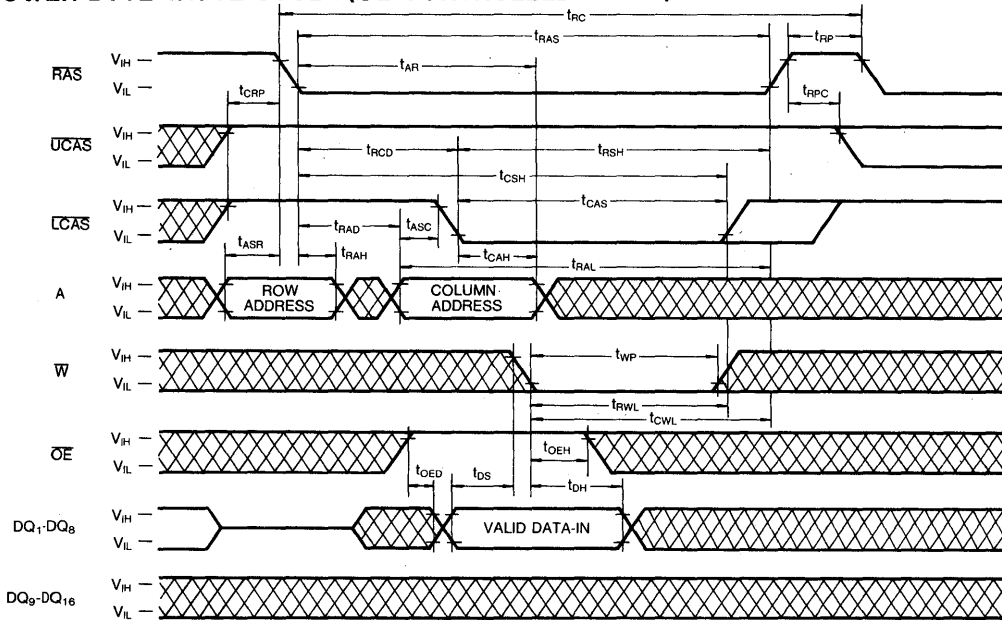 tRC
tRAS
tRP
tAR
RAS
VIH
VIL
tCRP
tRPC
UCAS
VIH
VIL
tRCD
tRSH
tCSH
LCAS
VIH
VIL
tCAS
tRAD
tASC
tASR
tRAH
tCAH
tRAL
A
VIH
VIL
ROW ADDRESS
COLUMN ADDRESS
W
VIH
VIL
tWP
tRWL
tCWL
OE
VIH
VIL
tOEH
tOED
tDS
tDH
DQ1-DQ8
VIH
VIL
VALID DATA-IN
DQ9-DQ16
VIH
VIL